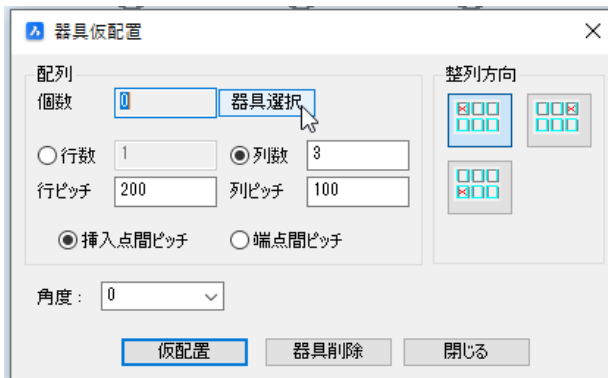 器具仮配置
配列
個数 0 器具選択
行数 1 列数 3
行ピッチ 200 列ピッチ 100
挿入点間ピッチ 端点間ピッチ
整列方向
角度： 0
仮配置 器具削除 閉じる